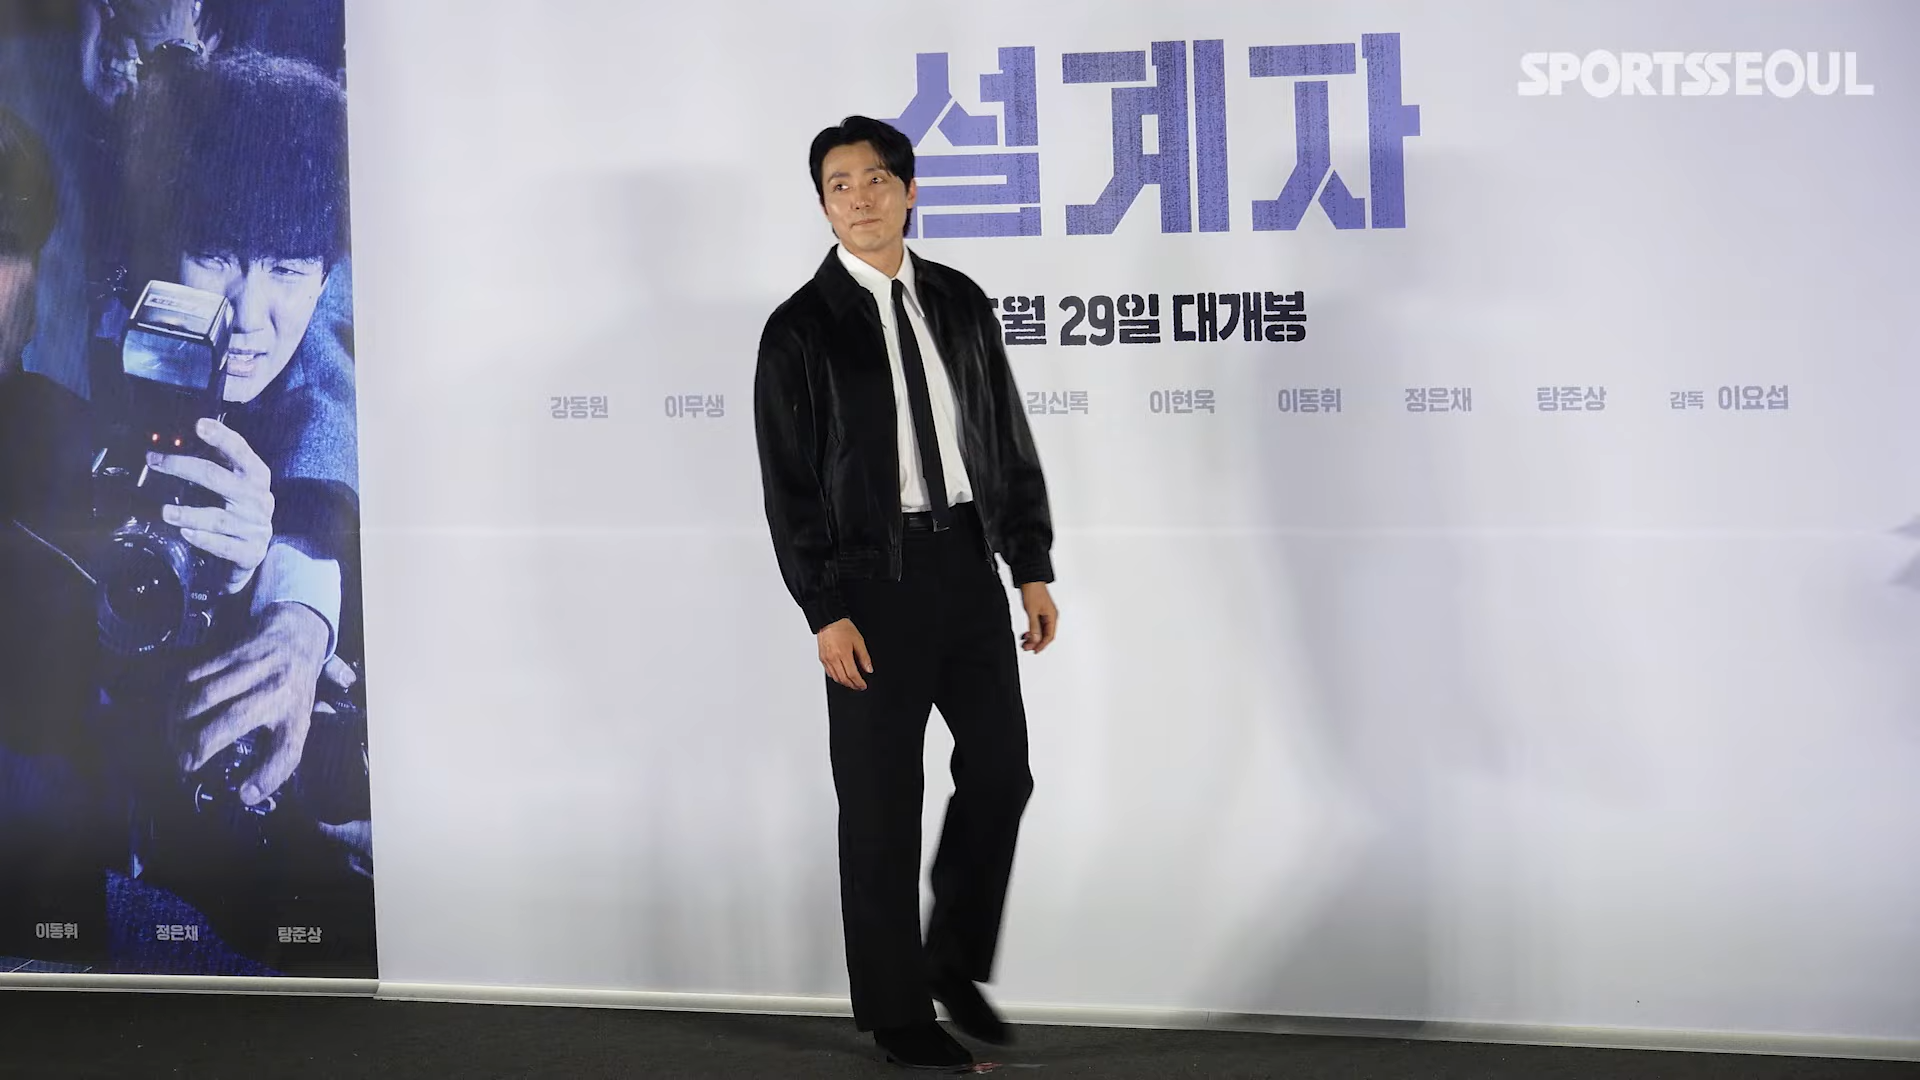 SPORTSSEOUL
설계자
5월 29일 대개봉
강동원 이무생 김신록 이현욱 이동휘 정은채 탕준상 감독 이요섭
이동휘 정은채 탕준상